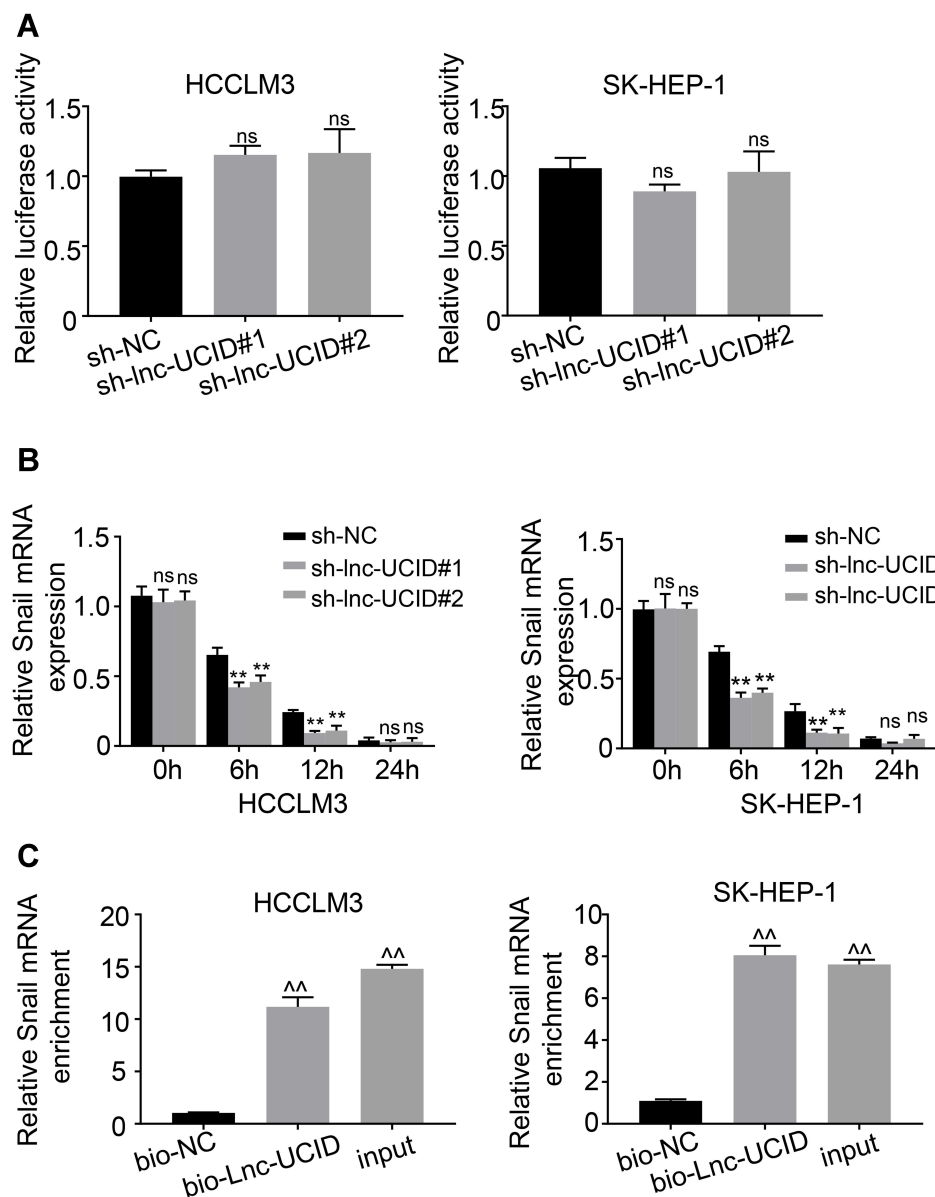 A
HCCLM3
Relative luciferase activity
1.5
1.0
0.5
0
ns
ns
sh-NC
sh-lnc-UCID#1
sh-lnc-UCID#2
SK-HEP-1
Relative luciferase activity
1.5
1.0
0.5
0
ns
ns
sh-NC
sh-lnc-UCID#1
sh-lnc-UCID#2
B
Relative Snail mRNA
expression
1.5
1.0
0.5
0
sh-NC
sh-lnc-UCID#1
sh-lnc-UCID#2
ns ns
** **
** **
ns ns
0h 6h 12h 24h
HCCLM3
Relative Snail mRNA
expression
1.5
1.0
0.5
0
sh-NC
sh-lnc-UCID
sh-lnc-UCID
ns ns
** **
** **
ns ns
0h 6h 12h 24h
SK-HEP-1
C
HCCLM3
Relative Snail mRNA
enrichment
20
15
10
5
0
^^
^^
bio-NC
bio-Lnc-UCID
input
SK-HEP-1
Relative Snail mRNA
enrichment
10
8
6
4
2
0
^^
^^
bio-NC
bio-Lnc-UCID
input